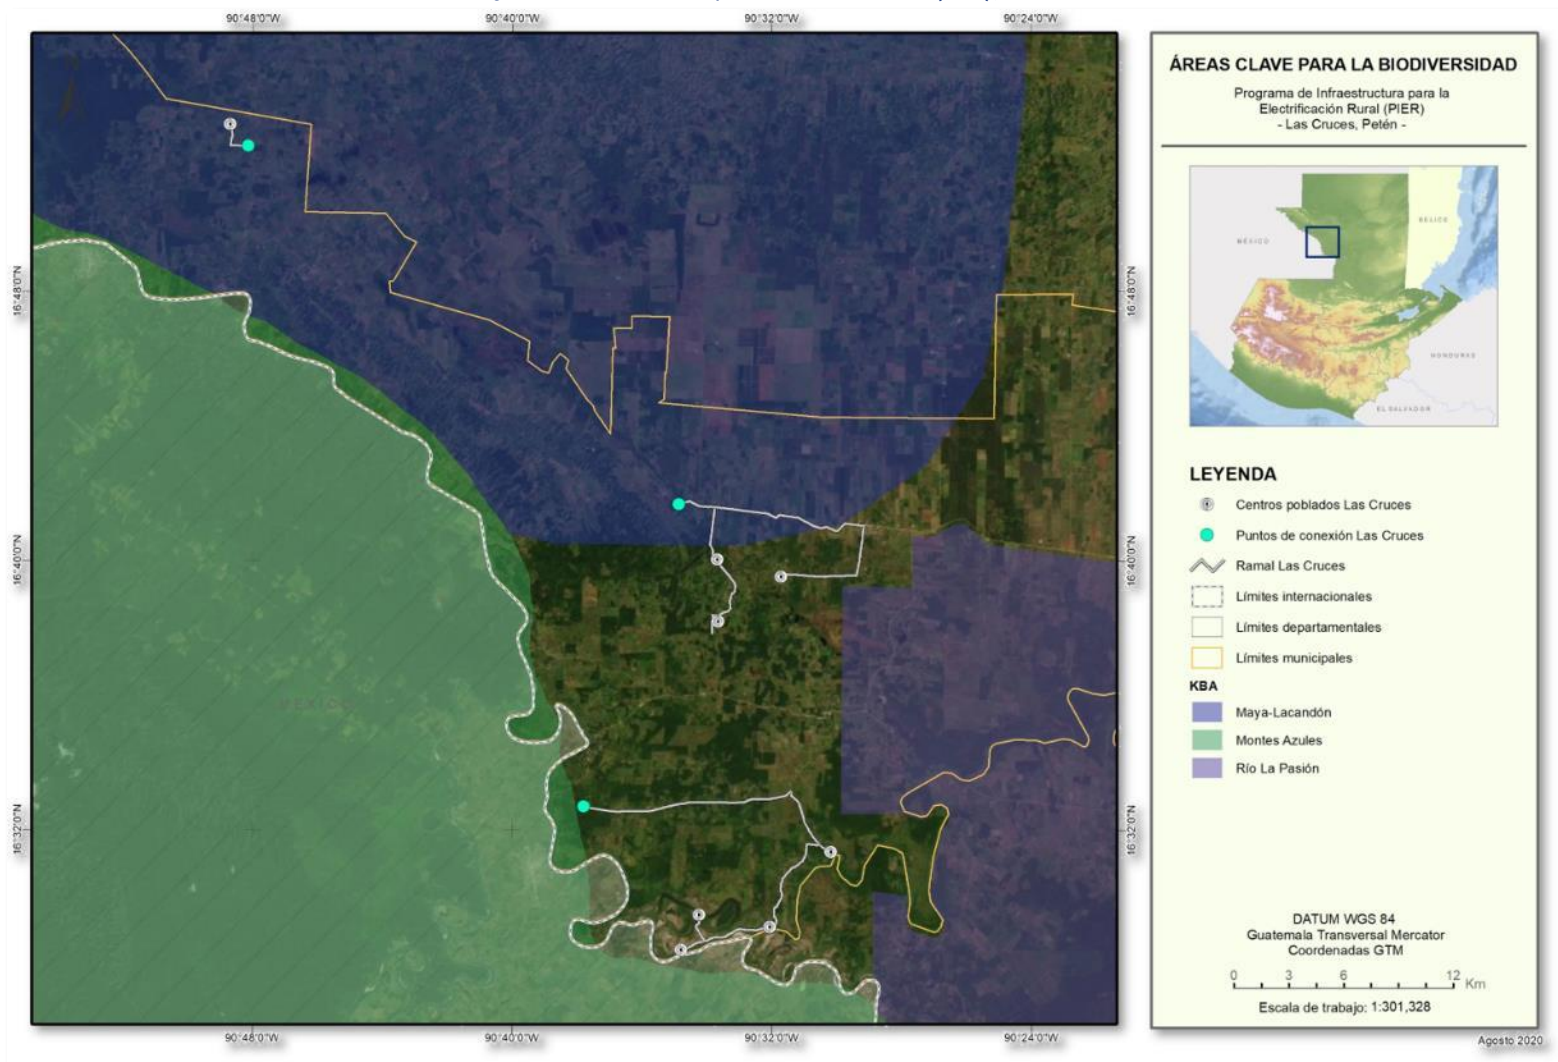 90°48'0"W
90°40'0"W
90°32'0"W
90°24'0"W
16°48'0"N
16°48'0"N
16°40'0"N
16°40'0"N
16°32'0"N
16°32'0"N
MÉXICO
90°48'0"W
90°40'0"W
90°32'0"W
90°24'0"W
ÁREAS CLAVE PARA LA BIODIVERSIDAD
Programa de Infraestructura para la
Electrificación Rural (PIER)
- Las Cruces, Petén -
BELICE
MÉXICO
HONDURAS
EL SALVADOR
LEYENDA
Centros poblados Las Cruces
Puntos de conexión Las Cruces
Ramal Las Cruces
Límites internacionales
Límites departamentales
Límites municipales
KBA
Maya-Lacandón
Montes Azules
Río La Pasión
DATUM WGS 84
Guatemala Transversal Mercator
Coordenadas GTM
0 3 6 12 Km
Escala de trabajo: 1:301,328
Agosto 2020